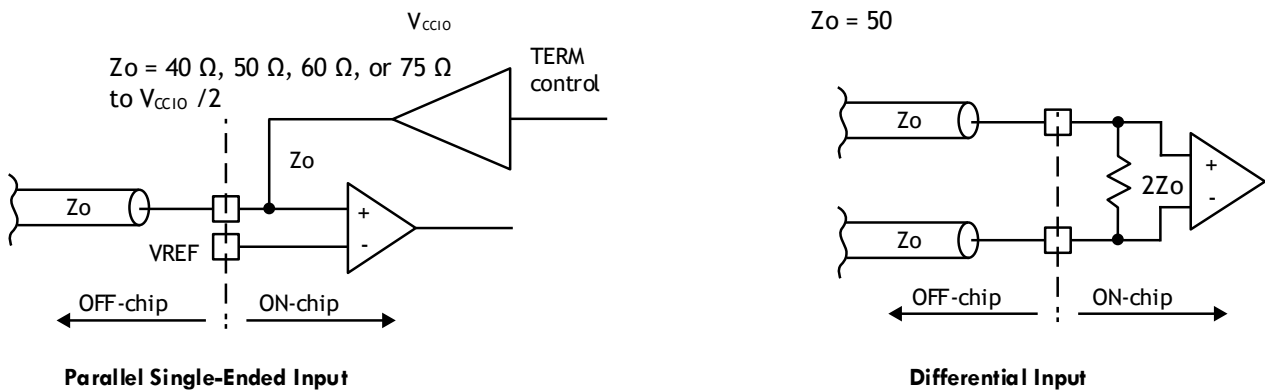 VCCIO
Zo = 40 Ω, 50 Ω, 60 Ω, or 75 Ω
to VCCIO /2
TERM
control
Zo
Zo
+
-
VREF
OFF-chip
ON-chip
Parallel Single-Ended Input
Zo = 50
Zo
Zo
2Zo
+
-
OFF-chip
ON-chip
Differential Input